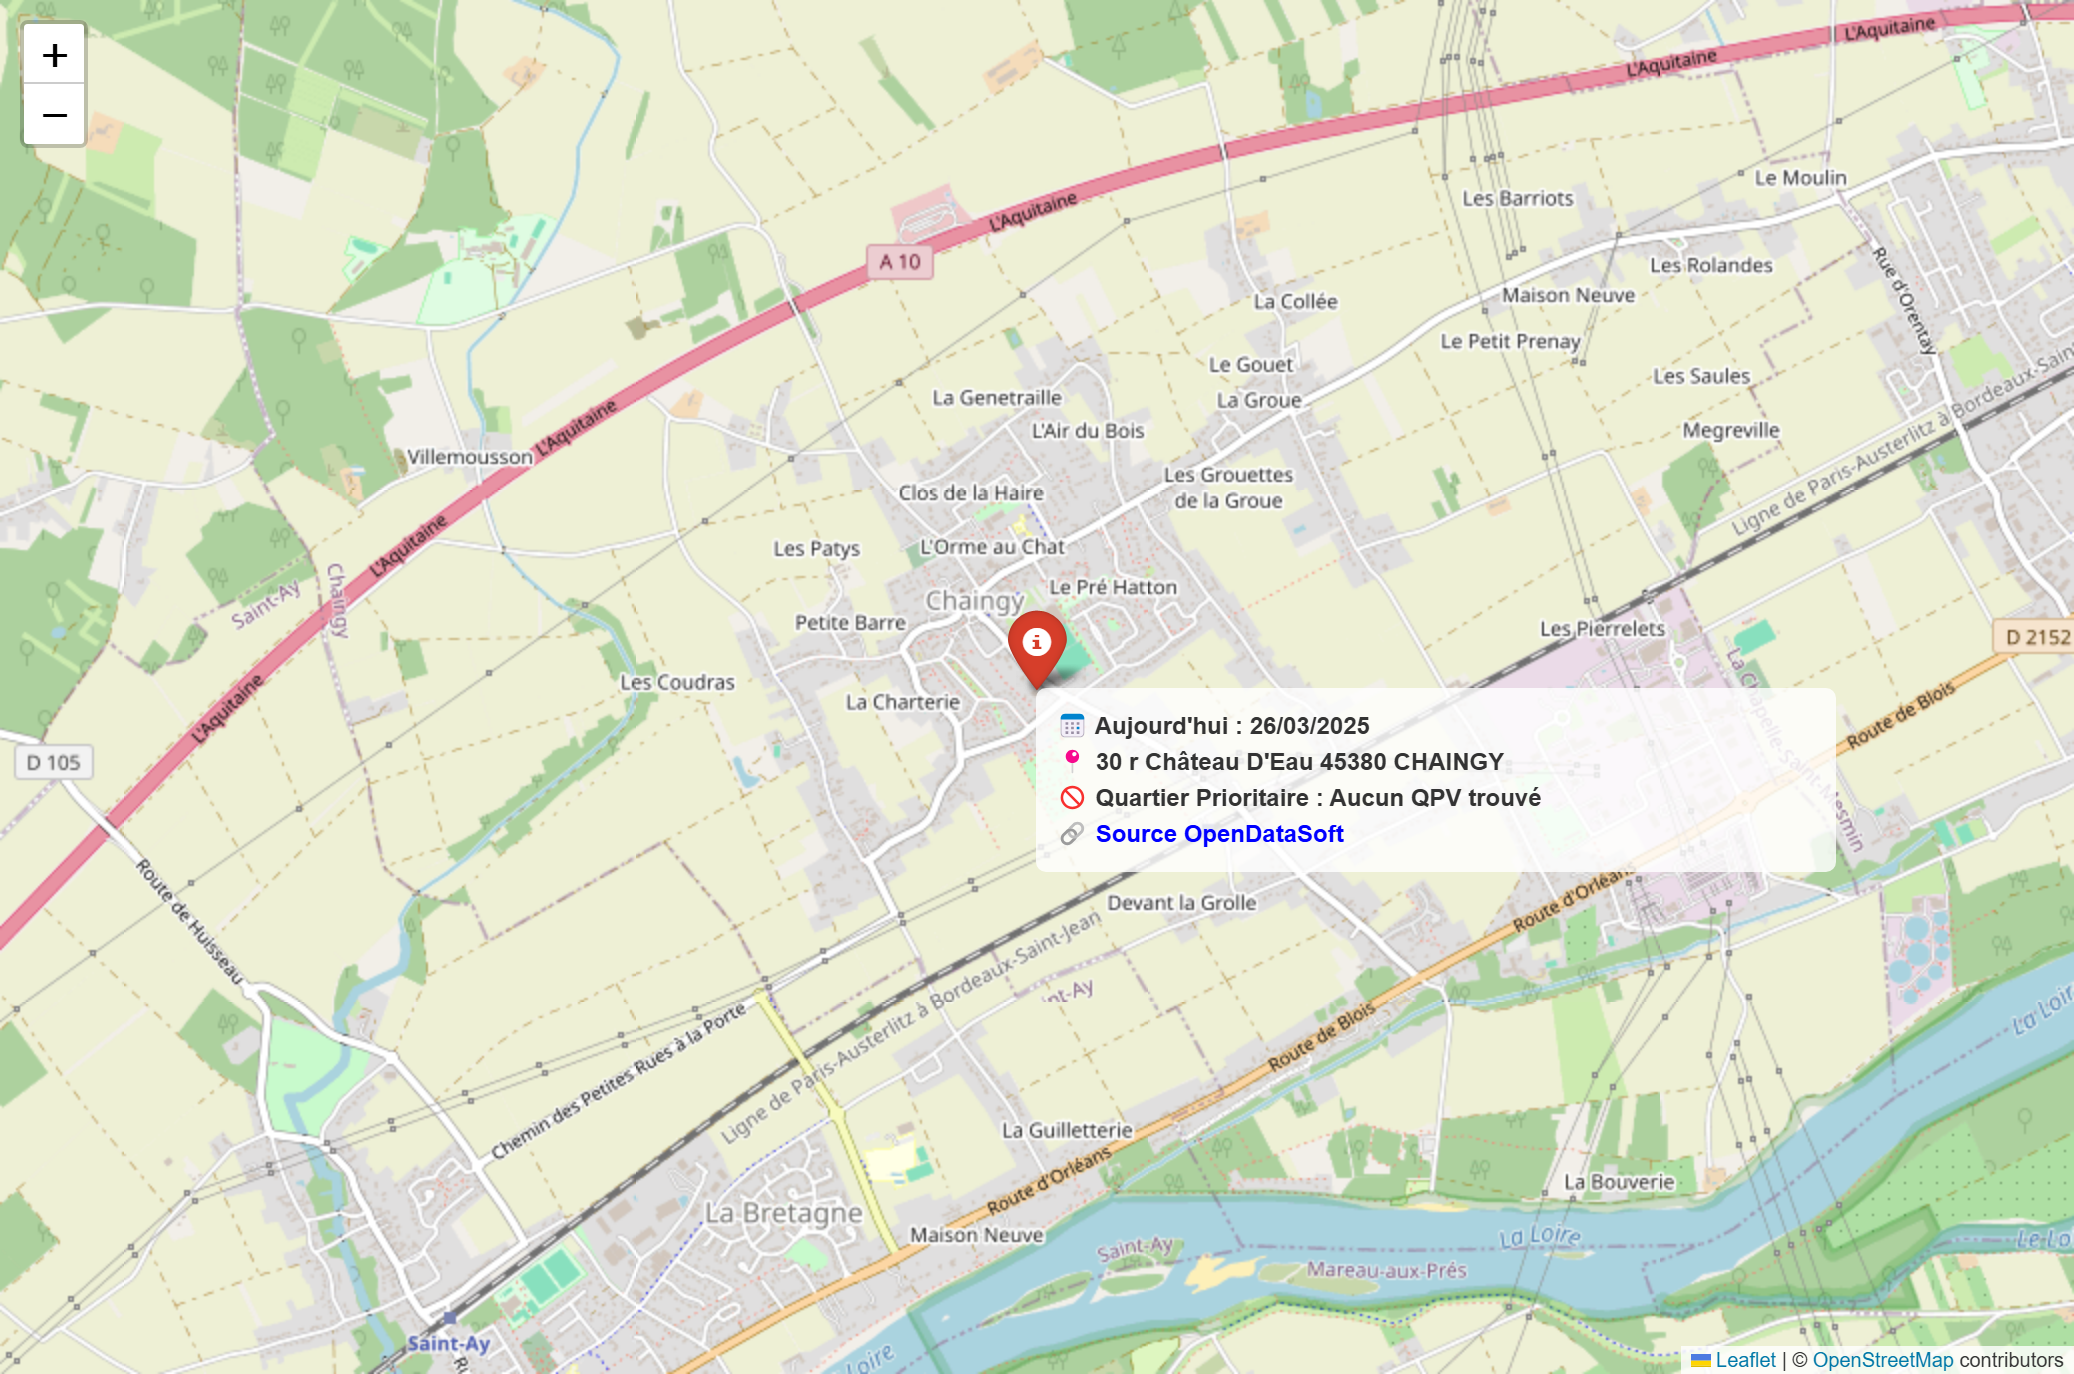 +
−
L'Aquitaine
L'Aquitaine
L'Aquitaine
A 10
Le Moulin
Les Barriots
Les Rolandes
Rue d'Orentay
Maison Neuve
La Collée
Le Petit Prenay
Le Gouet
Les Saules
La Genetraille
La Groue
L'Air du Bois
Megreville
L'Aquitaine
Villemousson
Les Grouettes
de la Groue
Clos de la Haire
Ligne de Paris-Austerlitz à Bordeaux-Sain
L'Aquitaine
L'Orme au Chat
Les Patys
Le Pré Hatton
Chaingy
Saint-Ay
Chaingy
Petite Barre
Les Pierrelets
D 2152
Les Coudras
La Charterie
L'Aquitaine
Route de Blois
La Chapelle-Saint-Mesmin
D 105
Aujourd'hui : 26/03/2025
30 r Château D'Eau 45380 CHAINGY
Quartier Prioritaire : Aucun QPV trouvé
Source OpenDataSoft
Route de Huisseau
Devant la Grolle
Route d'Orléans
Ligne de Paris-Austerlitz à Bordeaux-Saint-Jean
nt-Ay
La Loir
Route de Blois
Chemin des Petites Rues à la Porte
La Guilletterie
Route d'Orléans
La Bouverie
La Bretagne
Maison Neuve
Saint-Ay
La Loire
Le Lo
Mareau-aux-Prés
Saint-Ay
Loire
Leaflet | © OpenStreetMap contributors